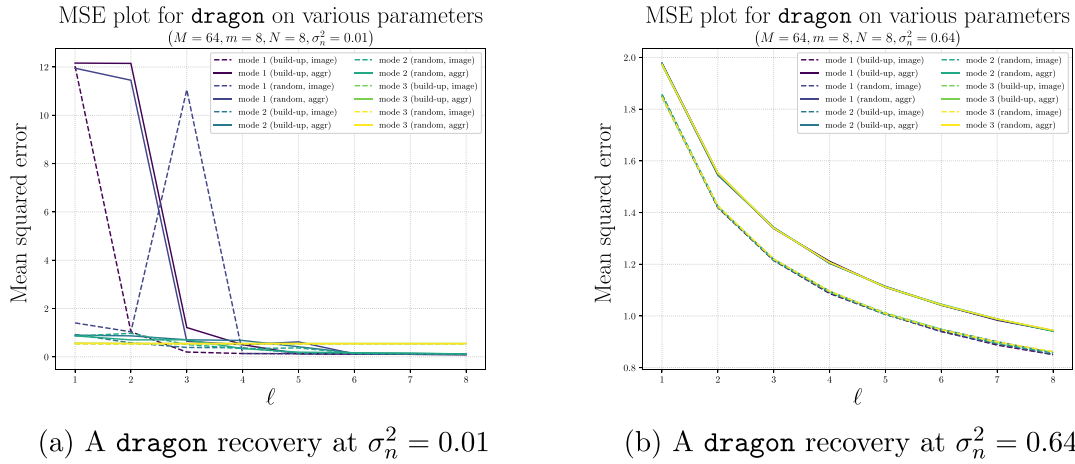 MSE plot for dragon on various parameters
(M = 64, m = 8, N = 8, σ_n^2 = 0.01)
mode 1 (build-up, image)
mode 1 (build-up, aggr)
mode 1 (random, image)
mode 1 (random, aggr)
mode 2 (build-up, image)
mode 2 (build-up, aggr)
mode 2 (random, image)
mode 2 (random, aggr)
mode 3 (build-up, image)
mode 3 (build-up, aggr)
mode 3 (random, image)
mode 3 (random, aggr)
Mean squared error
12
10
8
6
4
2
0
1 2 3 4 5 6 7 8
ℓ
(a) A dragon recovery at σ_n^2 = 0.01
MSE plot for dragon on various parameters
(M = 64, m = 8, N = 8, σ_n^2 = 0.64)
mode 1 (build-up, image)
mode 1 (build-up, aggr)
mode 1 (random, image)
mode 1 (random, aggr)
mode 2 (build-up, image)
mode 2 (build-up, aggr)
mode 2 (random, image)
mode 2 (random, aggr)
mode 3 (build-up, image)
mode 3 (build-up, aggr)
mode 3 (random, image)
mode 3 (random, aggr)
Mean squared error
2.0
1.8
1.6
1.4
1.2
1.0
0.8
1 2 3 4 5 6 7 8
ℓ
(b) A dragon recovery at σ_n^2 = 0.64